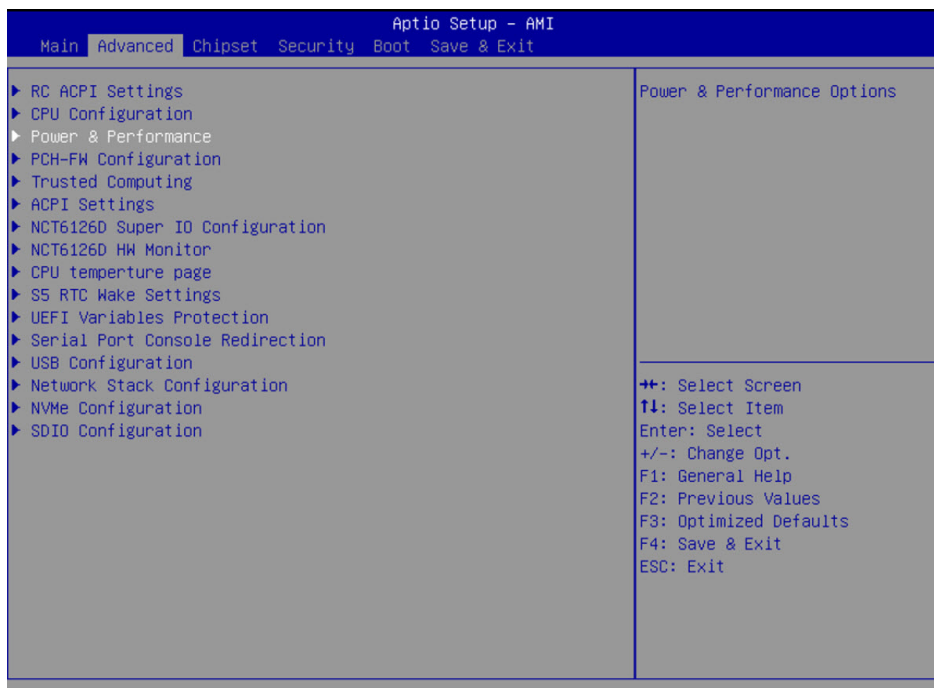 Aptio Setup – AMI
Main Advanced Chipset Security Boot Save & Exit
▶ RC ACPI Settings
▶ CPU Configuration
▶ Power & Performance
▶ PCH-FW Configuration
▶ Trusted Computing
▶ ACPI Settings
▶ NCT6126D Super IO Configuration
▶ NCT6126D HW Monitor
▶ CPU temperture page
▶ S5 RTC Wake Settings
▶ UEFI Variables Protection
▶ Serial Port Console Redirection
▶ USB Configuration
▶ Network Stack Configuration
▶ NVMe Configuration
▶ SDIO Configuration
Power & Performance Options
→←: Select Screen
↑↓: Select Item
Enter: Select
+/-: Change Opt.
F1: General Help
F2: Previous Values
F3: Optimized Defaults
F4: Save & Exit
ESC: Exit